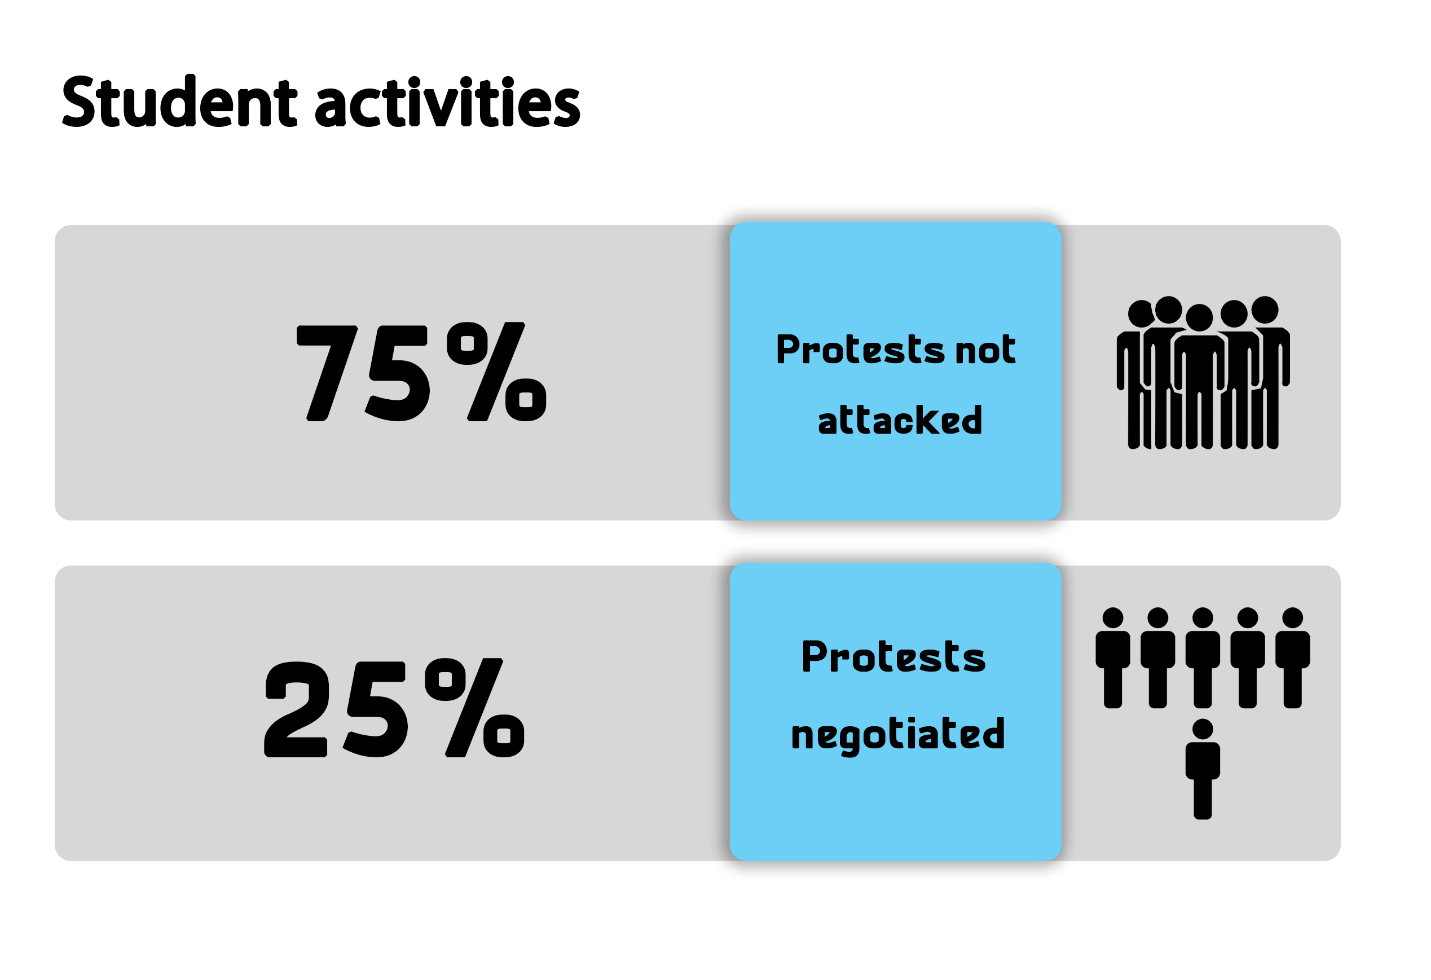 Student activities
75%
Protests not
attacked
25%
Protests
negotiated